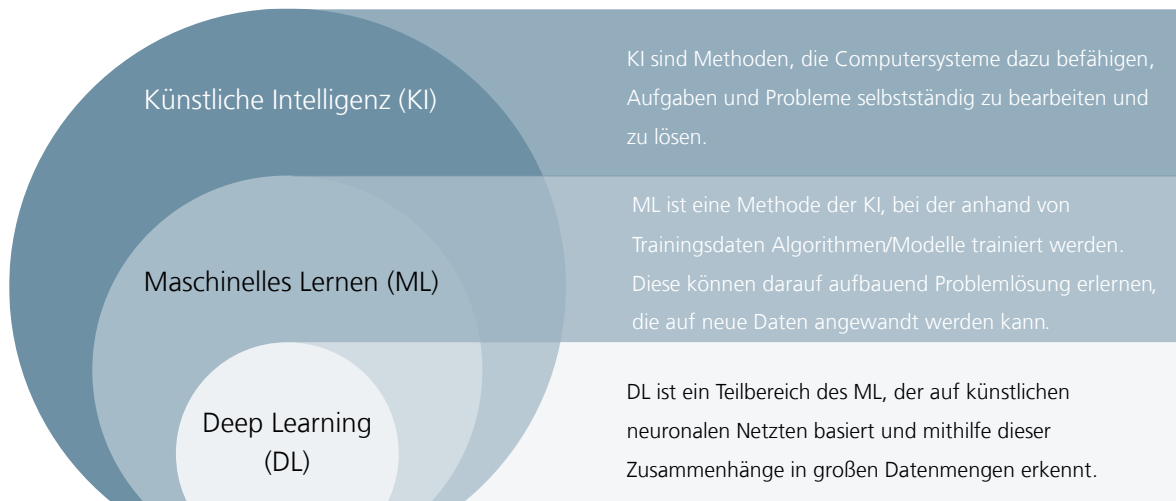 Künstliche Intelligenz (KI)
KI sind Methoden, die Computersysteme dazu befähigen,
Aufgaben und Probleme selbstständig zu bearbeiten und
zu lösen.
Maschinelles Lernen (ML)
ML ist eine Methode der KI, bei der anhand von
Trainingsdaten Algorithmen/Modelle trainiert werden.
Diese können darauf aufbauend Problemlösung erlernen,
die auf neue Daten angewandt werden kann.
Deep Learning
(DL)
DL ist ein Teilbereich des ML, der auf künstlichen
neuronalen Netzten basiert und mithilfe dieser
Zusammenhänge in großen Datenmengen erkennt.